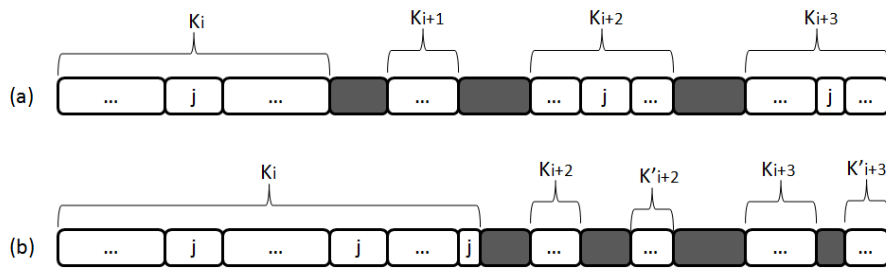 Ki Ki+1 Ki+2 Ki+3
(a) ... j ... ... ... j ... ... j ...
Ki Ki+2 K'i+2 Ki+3 K'i+3
(b) ... j ... j ... j ... ... ... ...